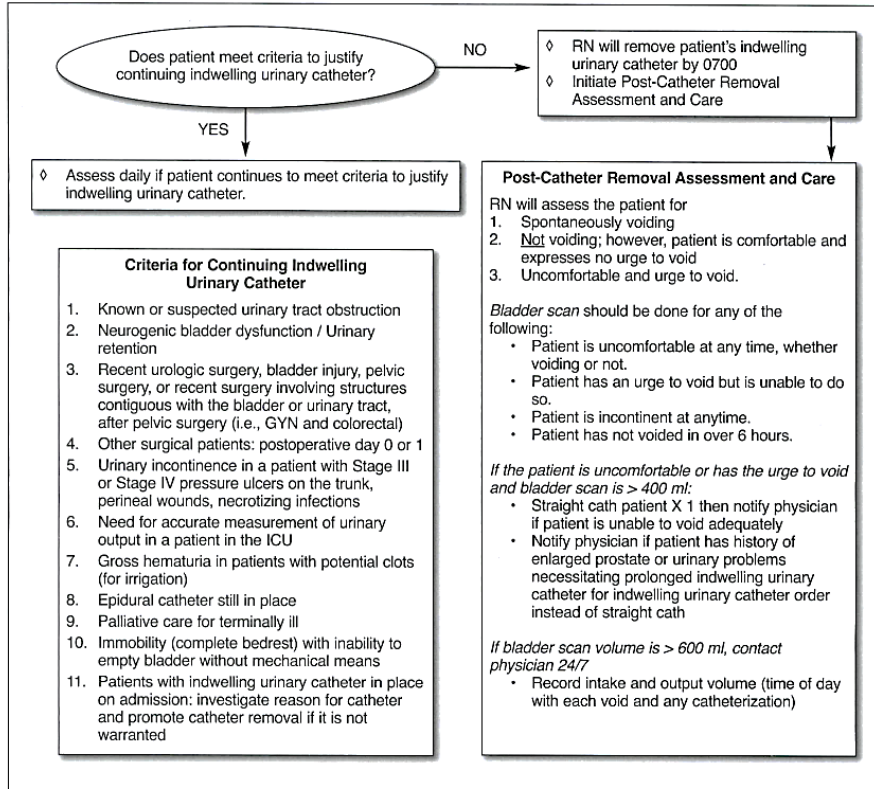 Does patient meet criteria to justify
continuing indwelling urinary catheter?
NO
◊ RN will remove patient's indwelling
urinary catheter by 0700
◊ Initiate Post-Catheter Removal
Assessment and Care
YES
◊ Assess daily if patient continues to meet criteria to justify
indwelling urinary catheter.
Criteria for Continuing Indwelling
Urinary Catheter
1. Known or suspected urinary tract obstruction
2. Neurogenic bladder dysfunction / Urinary
retention
3. Recent urologic surgery, bladder injury, pelvic
surgery, or recent surgery involving structures
contiguous with the bladder or urinary tract,
after pelvic surgery (i.e., GYN and colorectal)
4. Other surgical patients: postoperative day 0 or 1
5. Urinary incontinence in a patient with Stage III
or Stage IV pressure ulcers on the trunk,
perineal wounds, necrotizing infections
6. Need for accurate measurement of urinary
output in a patient in the ICU
7. Gross hematuria in patients with potential clots
(for irrigation)
8. Epidural catheter still in place
9. Palliative care for terminally ill
10. Immobility (complete bedrest) with inability to
empty bladder without mechanical means
11. Patients with indwelling urinary catheter in place
on admission: investigate reason for catheter
and promote catheter removal if it is not
warranted
Post-Catheter Removal Assessment and Care
RN will assess the patient for
1. Spontaneously voiding
2. Not voiding; however, patient is comfortable and
expresses no urge to void
3. Uncomfortable and urge to void.
Bladder scan should be done for any of the
following:
• Patient is uncomfortable at any time, whether
voiding or not.
• Patient has an urge to void but is unable to do
so.
• Patient is incontinent at anytime.
• Patient has not voided in over 6 hours.
If the patient is uncomfortable or has the urge to void
and bladder scan is > 400 ml:
• Straight cath patient X 1 then notify physician
if patient is unable to void adequately
• Notify physician if patient has history of
enlarged prostate or urinary problems
necessitating prolonged indwelling urinary
catheter for indwelling urinary catheter order
instead of straight cath
If bladder scan volume is > 600 ml, contact
physician 24/7
• Record intake and output volume (time of day
with each void and any catheterization)